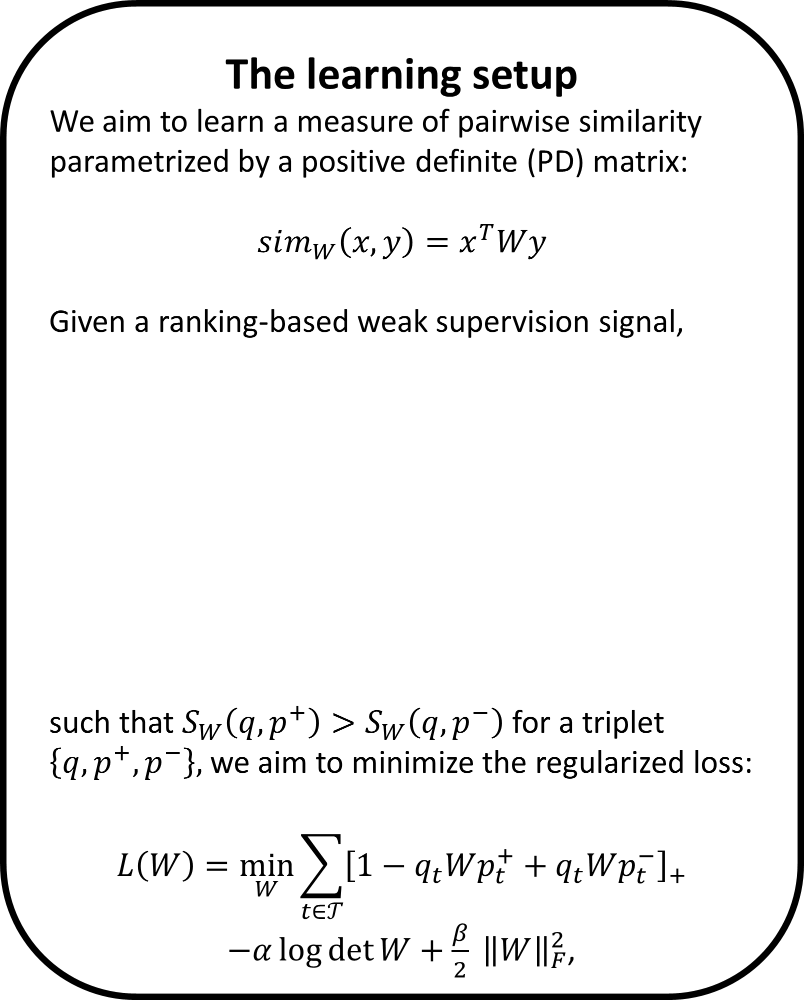 The learning setup
We aim to learn a measure of pairwise similarity
parametrized by a positive definite (PD) matrix:
$sim_W(x, y) = x^T W y$
Given a ranking-based weak supervision signal,
such that $S_W(q, p^+) > S_W(q, p^-)$ for a triplet
$\{q, p^+, p^-\}$, we aim to minimize the regularized loss:
$L(W) = \min_W \sum_{t \in \mathcal{T}} [1 - q_t W p_t^+ + q_t W p_t^-]_+$
$-\alpha \log \det W + \frac{\beta}{2} \|W\|_F^2,$